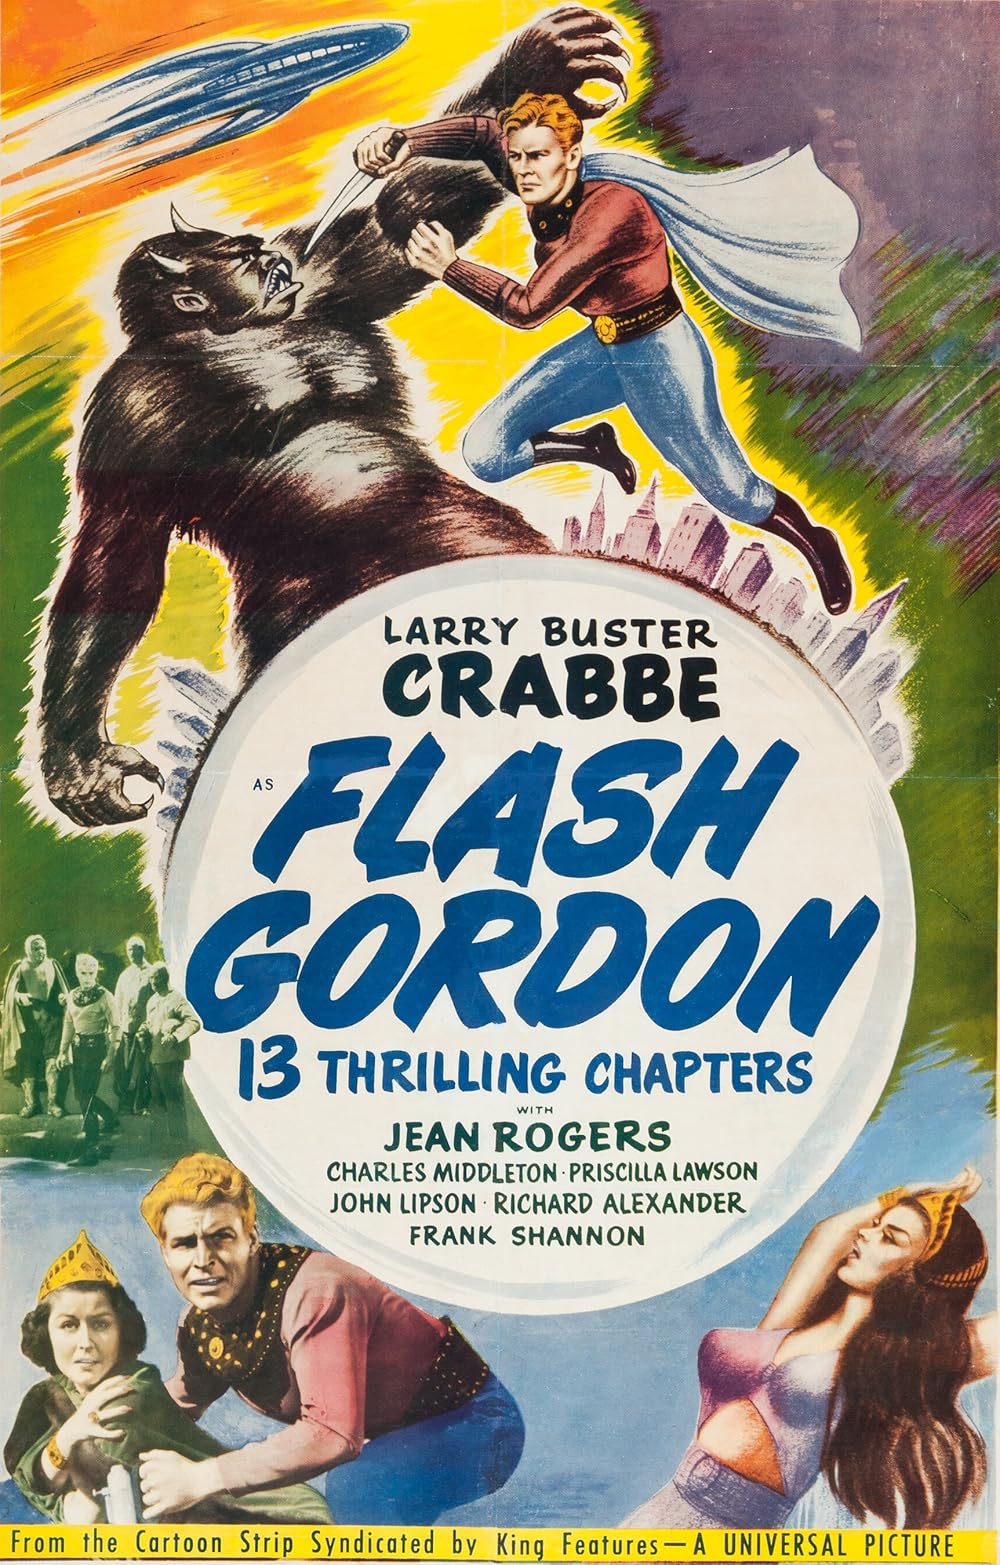 LARRY BUSTER
CRABBE
AS
FLASH
GORDON
13 THRILLING CHAPTERS
WITH
JEAN ROGERS
CHARLES MIDDLETON · PRISCILLA LAWSON
JOHN LIPSON · RICHARD ALEXANDER
FRANK SHANNON
From the Cartoon Strip Syndicated by King Features—A UNIVERSAL PICTURE